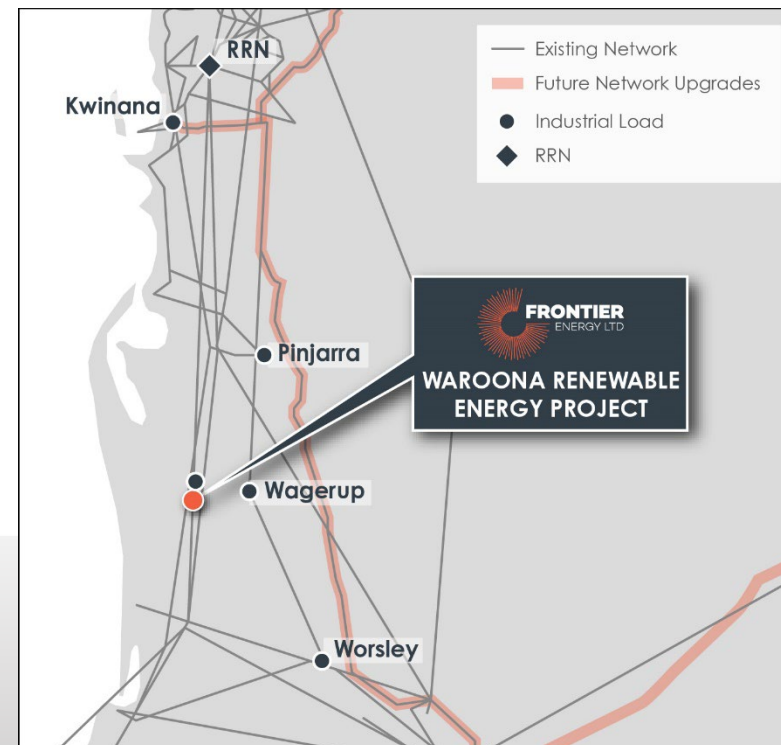 RRN
Kwinana
Existing Network
Future Network Upgrades
Industrial Load
RRN
FRONTIER
ENERGY LTD
WAROONA RENEWABLE
ENERGY PROJECT
Pinjarra
Wagerup
Worsley